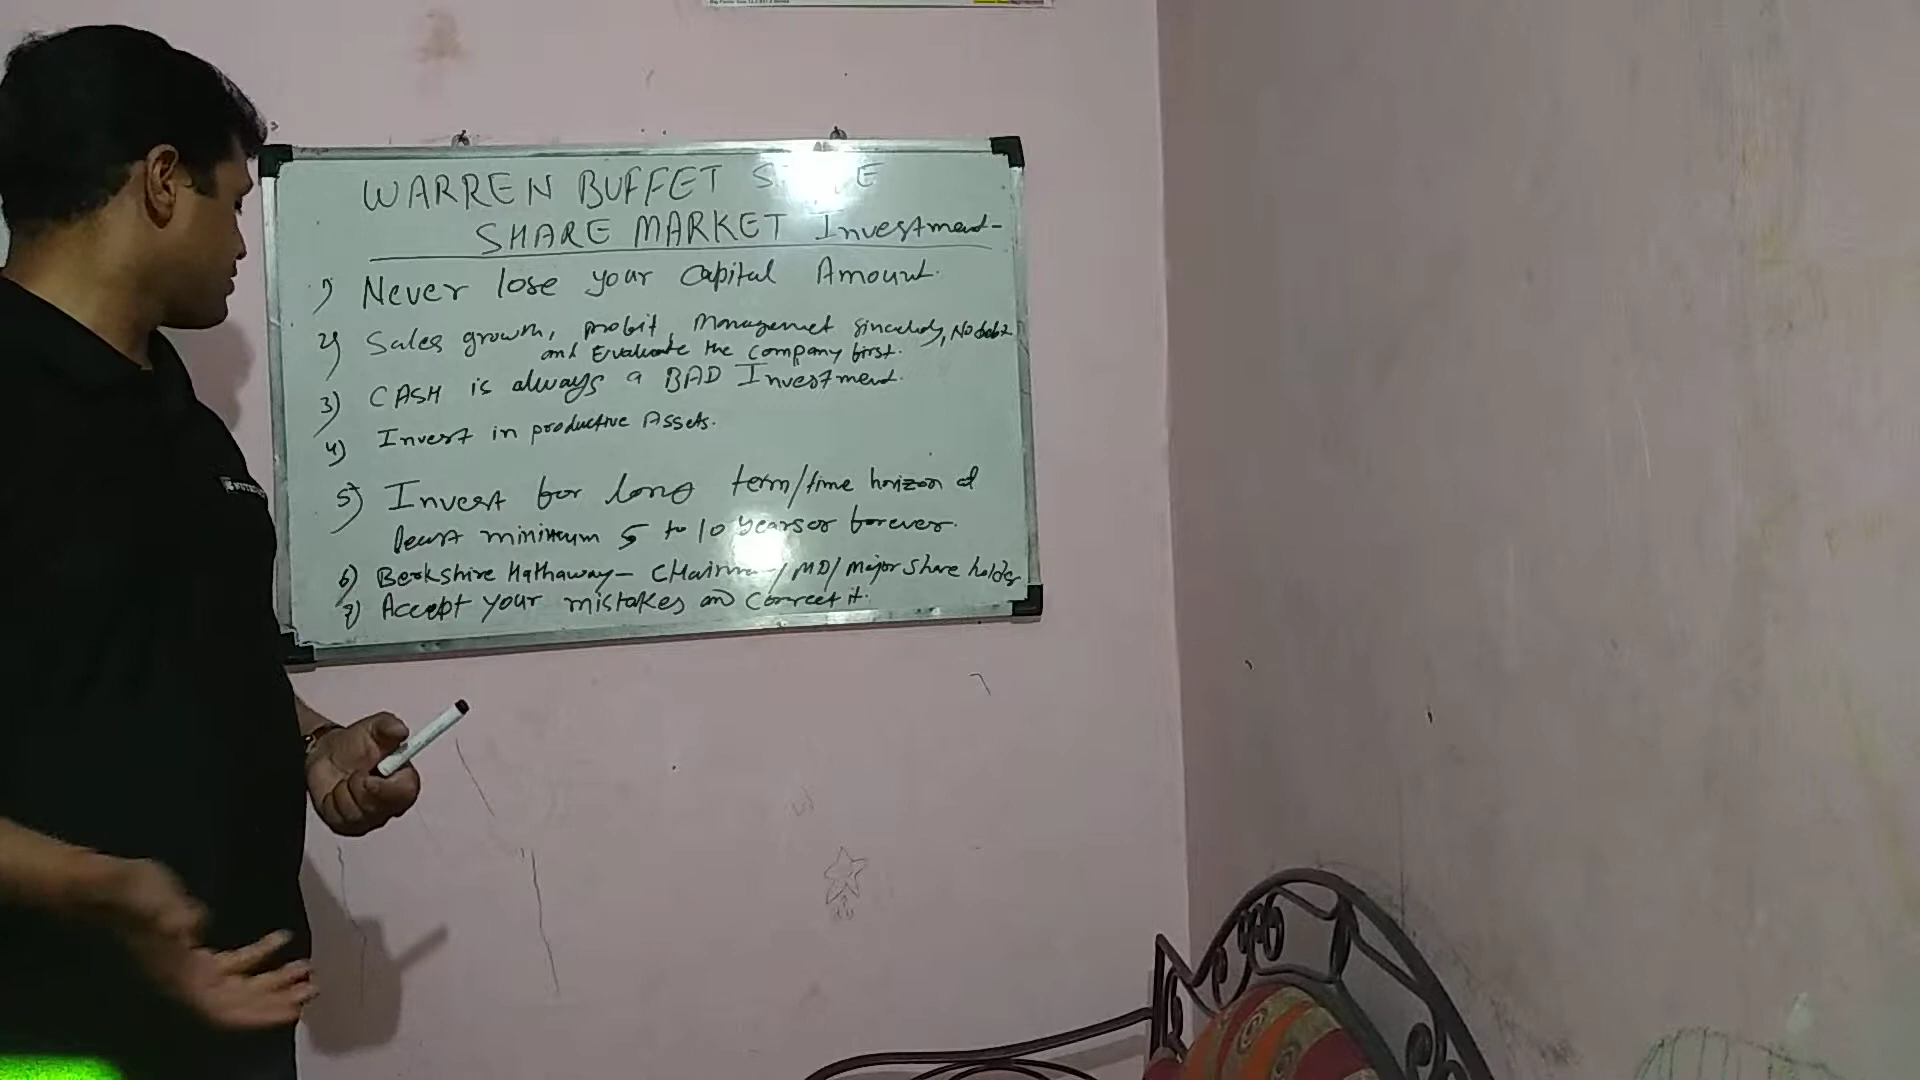 WARREN BUFFET
SHARE MARKET Investment-
1) Never lose your Capital Amount.
2) Sales growth, profit, Management sincerely, No debt
and Evaluate the company first.
3) CASH is always a BAD Investment.
4) Invest in productive Assets.
5) Invest for long term/time horizon at
least minimum 5 to 10 years or forever.
6) Berkshire Hathaway- CHairman/MD/Major Share holder
7) Accept your mistakes and correct it.